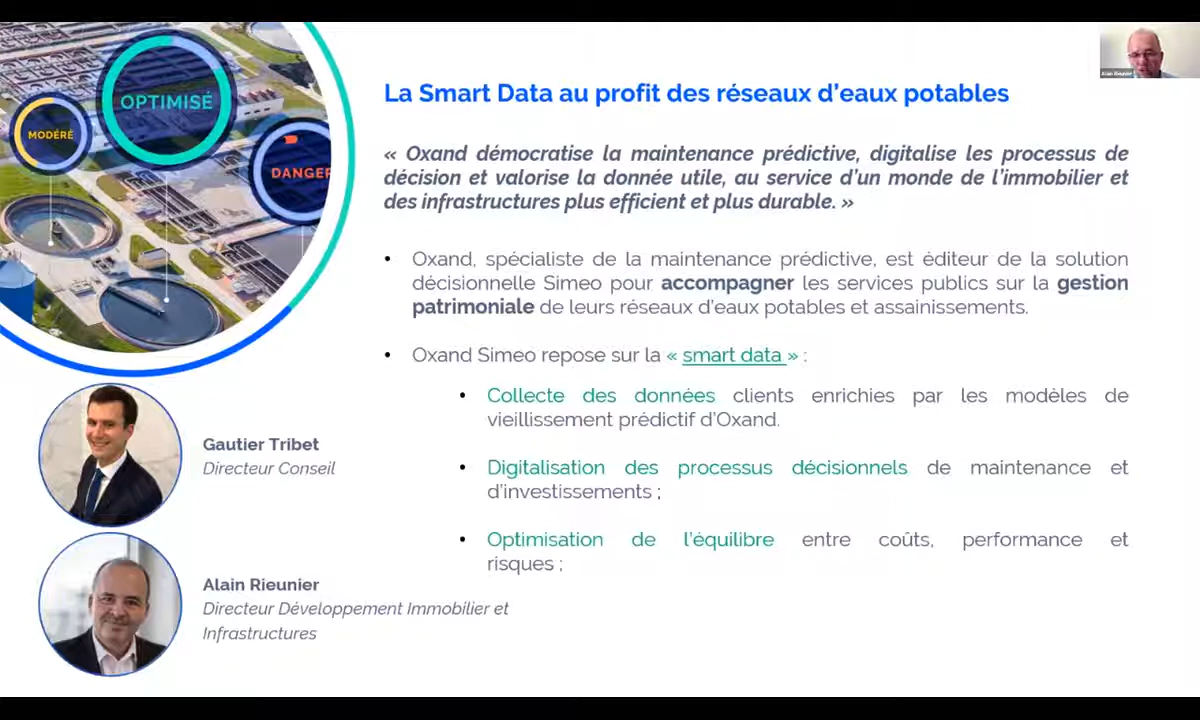 OPTIMISÉ
MODÉRÉ
DANGER
Alain Rieunier
La Smart Data au profit des réseaux d’eaux potables
« Oxand démocratise la maintenance prédictive, digitalise les processus de
décision et valorise la donnée utile, au service d’un monde de l’immobilier et
des infrastructures plus efficient et plus durable. »
• Oxand, spécialiste de la maintenance prédictive, est éditeur de la solution
décisionnelle Simeo pour accompagner les services publics sur la gestion
patrimoniale de leurs réseaux d’eaux potables et assainissements.
• Oxand Simeo repose sur la « smart data » :
• Collecte des données clients enrichies par les modèles de
vieillissement prédictif d’Oxand.
• Digitalisation des processus décisionnels de maintenance et
d’investissements ;
• Optimisation de l’équilibre entre coûts, performance et
risques ;
Gautier Tribet
Directeur Conseil
Alain Rieunier
Directeur Développement Immobilier et
Infrastructures